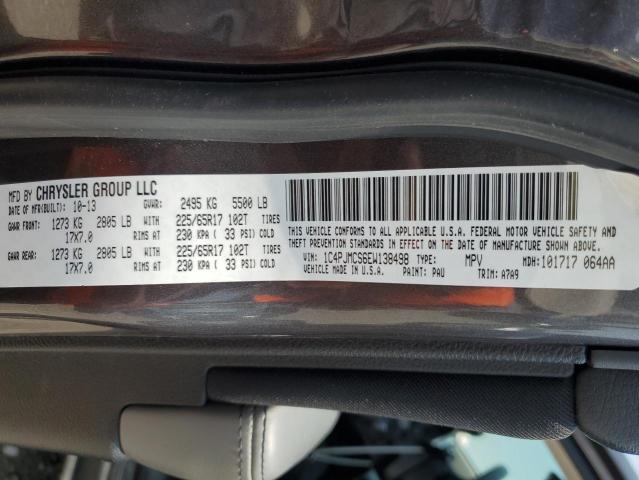 MFD BY CHRYSLER GROUP LLC
DATE OF MFR(BUILT): 10-13 GVWR: 2495 KG 5500 LB
GAWR FRONT: 1273 KG 2805 LB WITH 225/65R17 102T TIRES
17X7.0 RIMS AT 230 KPA ( 33 PSI) COLD
GAWR REAR: 1273 KG 2805 LB WITH 225/65R17 102T TIRES
17X7.0 RIMS AT 230 KPA ( 33 PSI) COLD
THIS VEHICLE CONFORMS TO ALL APPLICABLE U.S.A. FEDERAL MOTOR VEHICLE SAFETY AND
THEFT PREVENTION STANDARDS IN EFFECT ON THE DATE OF MANUFACTURE SHOWN ABOVE.
VIN: 1C4PJMCS6EW138498 TYPE: MPV MDH: 101717 064AA
MADE IN U.S.A. PAINT: PAU TRIM: A7A9